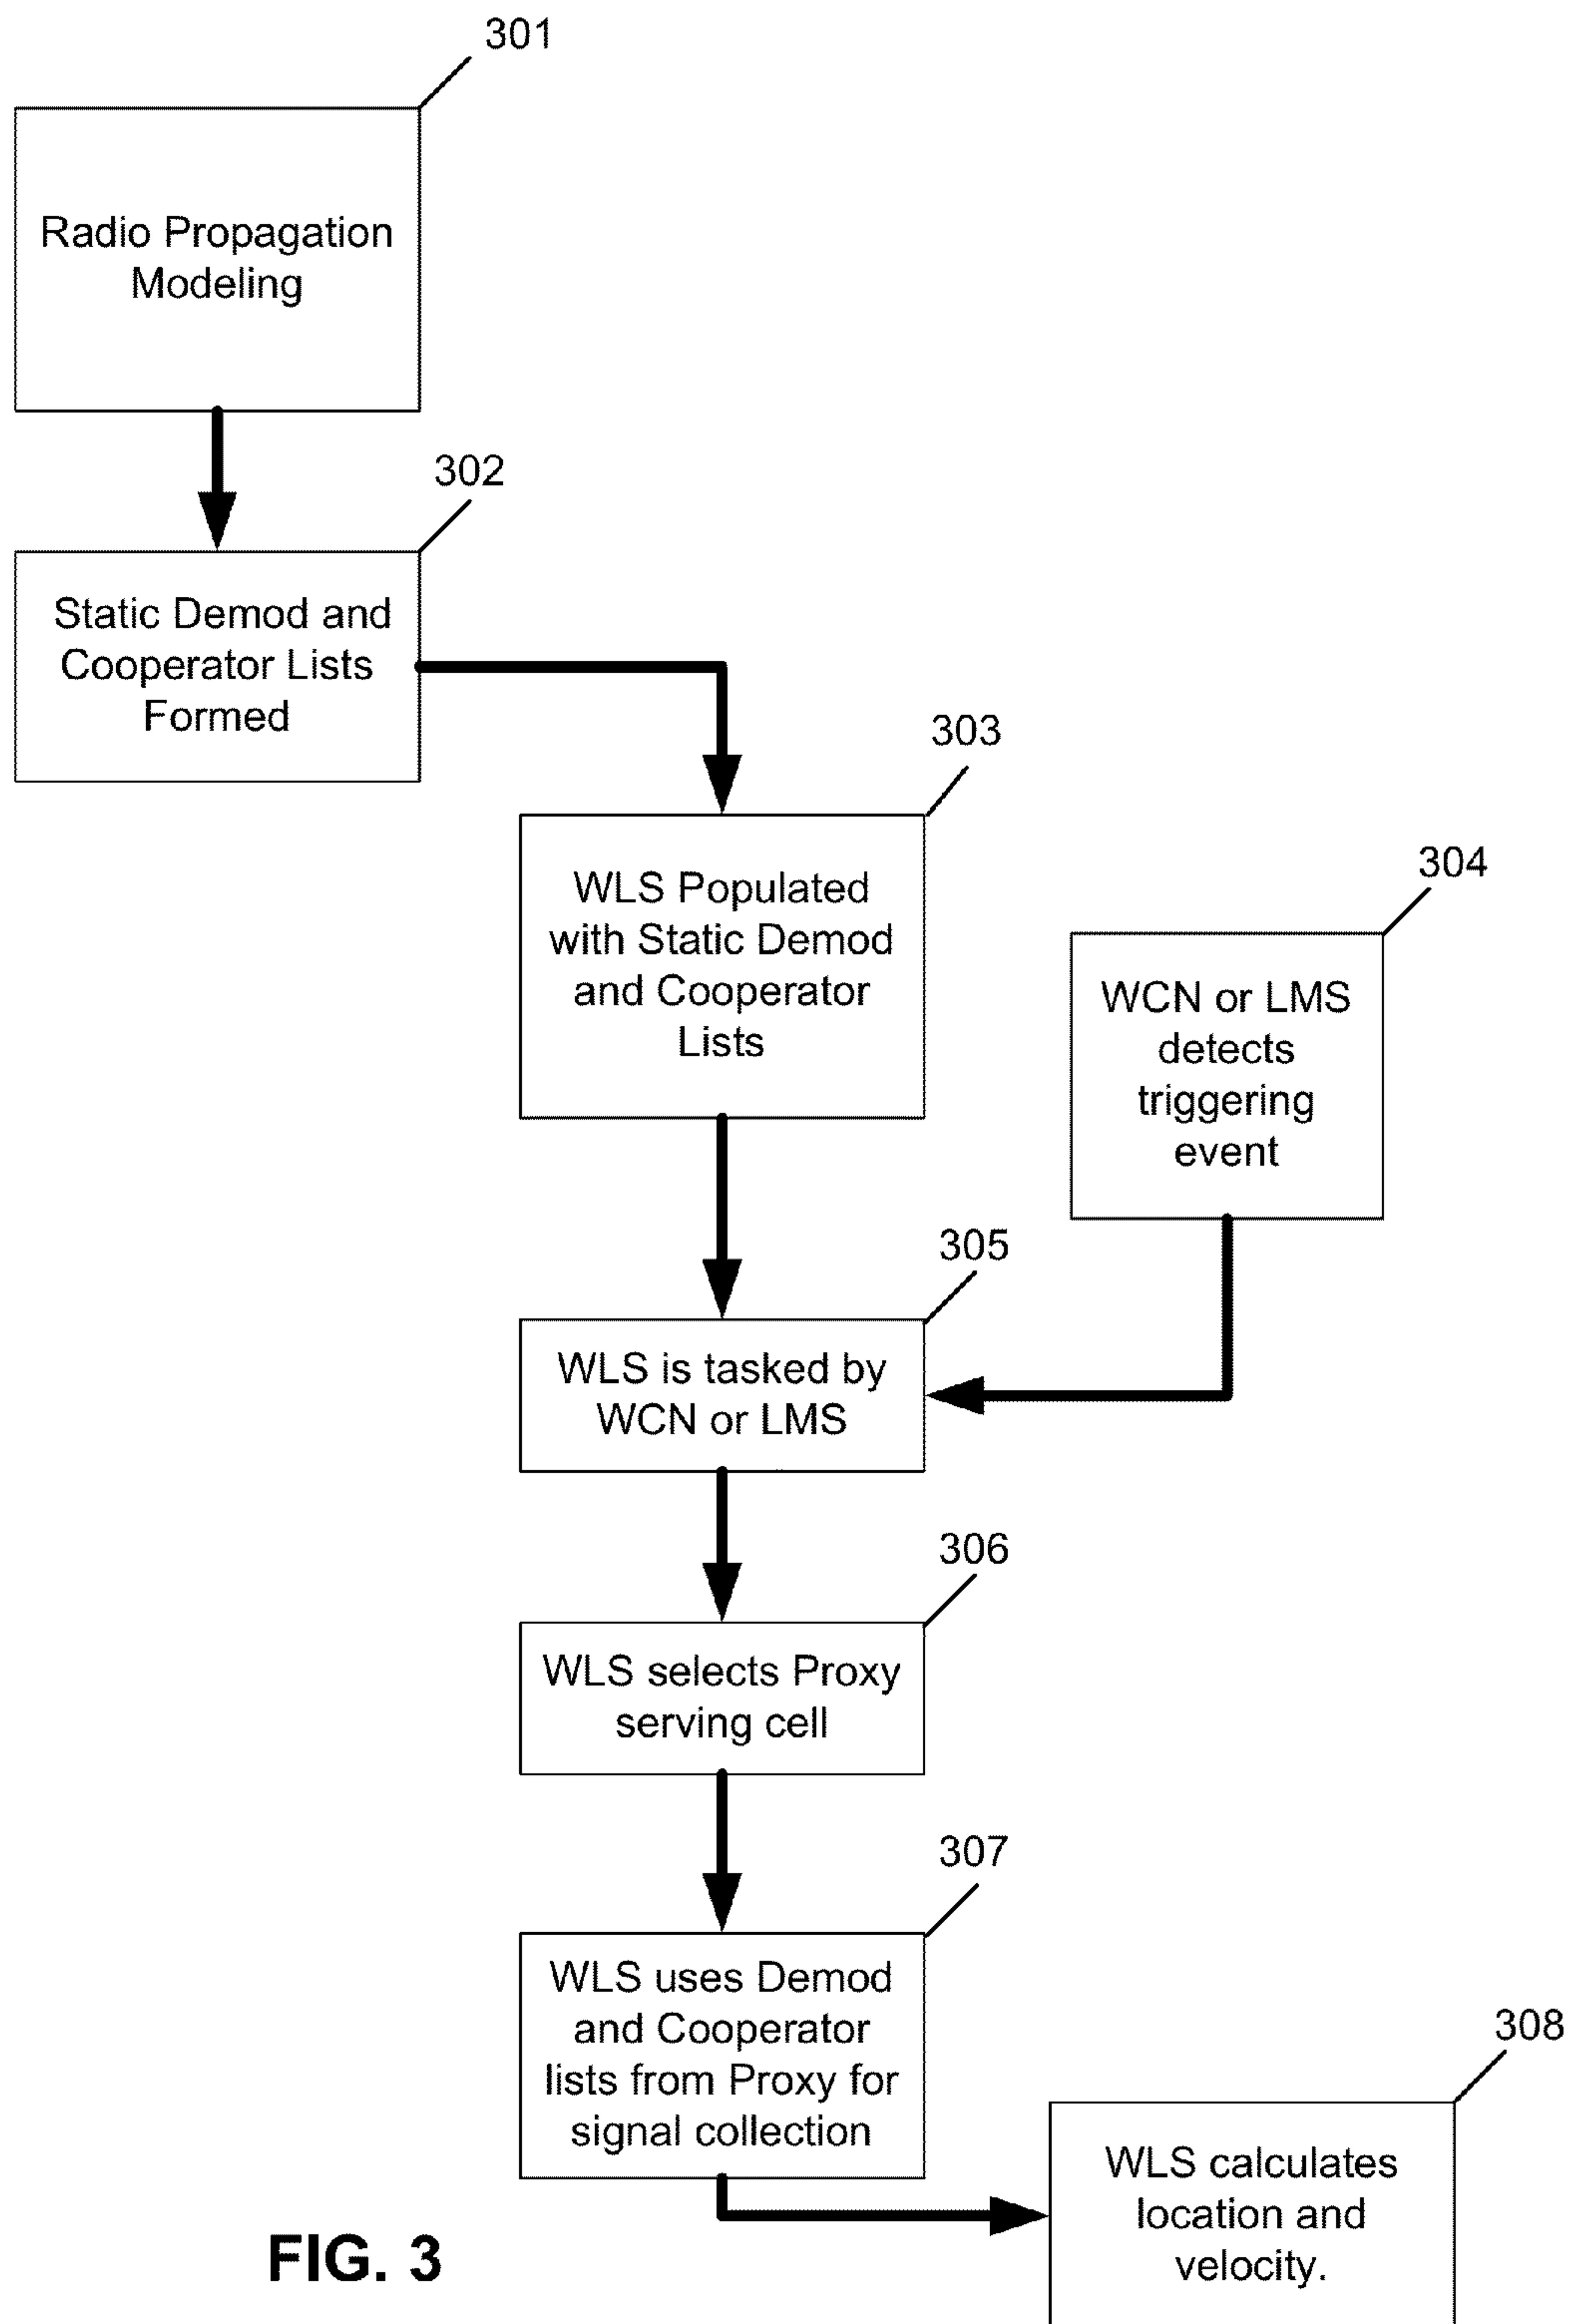 301
Radio Propagation
Modeling
302
Static Demod and
Cooperator Lists
Formed
303
WLS Populated
with Static Demod
and Cooperator
Lists
304
WCN or LMS
detects
triggering
event
305
WLS is tasked by
WCN or LMS
306
WLS selects Proxy
serving cell
307
WLS uses Demod
and Cooperator
lists from Proxy for
signal collection
308
WLS calculates
location and
velocity.
FIG. 3